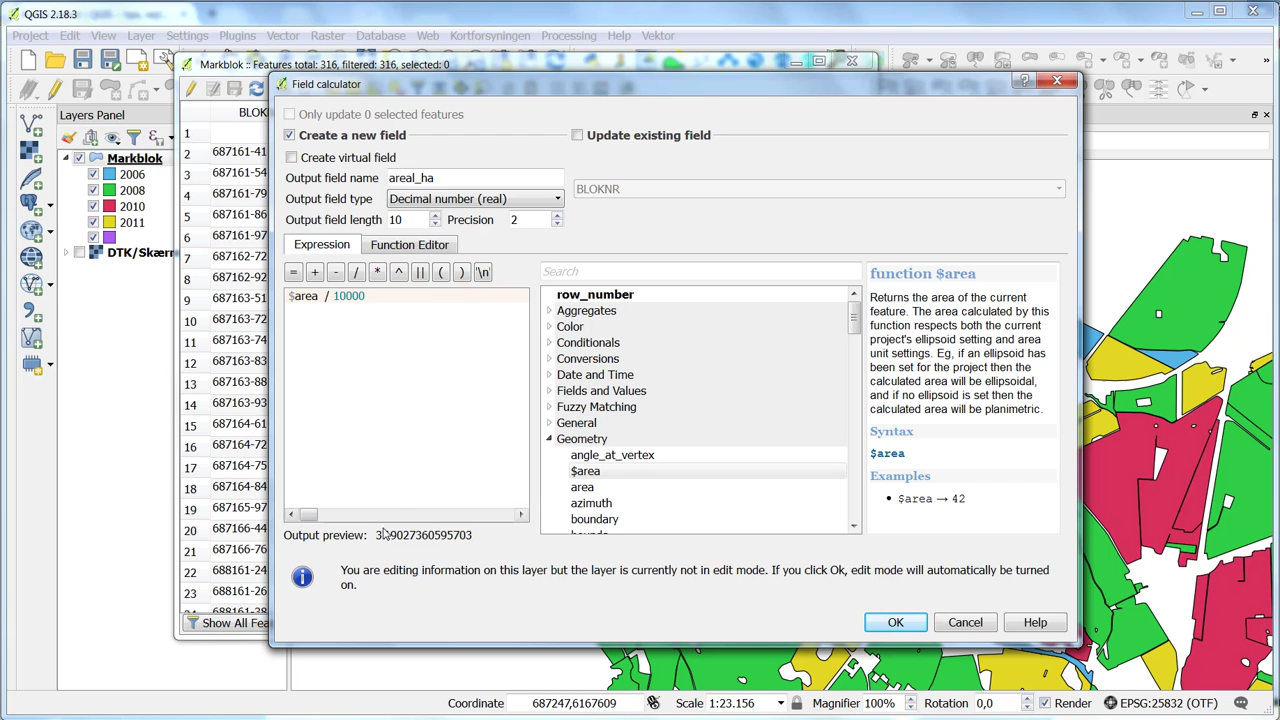 QGIS 2.18.3
Project Edit View Layer Settings Plugins Vector Raster Database Web Kortforsyningen Processing Help Vektor
Markblok :: Features total: 316, filtered: 316, selected: 0
Field calculator
Layers Panel
Markblok
2006
2008
2010
2011
DTK/Skærm
BLOK
1
2 687161-41
3 687161-54
4 687161-79
5 687161-86
6 687161-97
7 687162-72
8 687162-92
9 687163-51
10 687163-72
11 687163-74
12 687163-83
13 687163-88
14 687163-93
15 687164-61
16 687164-72
17 687164-75
18 687164-84
19 687165-97
20 687166-44
21 687166-76
22 688161-24
23 688161-38
Show All Fea
Only update 0 selected features
Create a new field
Update existing field
Create virtual field
Output field name areal_ha
Output field type Decimal number (real)
BLOKNR
Output field length 10 Precision 2
Expression Function Editor
= + - / * ^ || ( ) \n
$area / 10000
Output preview:
Search
row_number
Aggregates
Color
Conditionals
Conversions
Date and Time
Fields and Values
Fuzzy Matching
General
Geometry
angle_at_vertex
$area
area
azimuth
boundary
function $area
Returns the area of the current
feature. The area calculated by this
function respects both the current
project's ellipsoid setting and area
unit settings. Eg, if an ellipsoid has
been set for the project then the
calculated area will be ellipsoidal,
and if no ellipsoid is set then the
calculated area will be planimetric.
Syntax
$area
Examples
• $area → 42
You are editing information on this layer but the layer is currently not in edit mode. If you click Ok, edit mode will automatically be turned
on.
OK Cancel Help
Coordinate 687247,6167609 Scale 1:23.156 Magnifier 100% Rotation 0,0 Render EPSG:25832 (OTF)